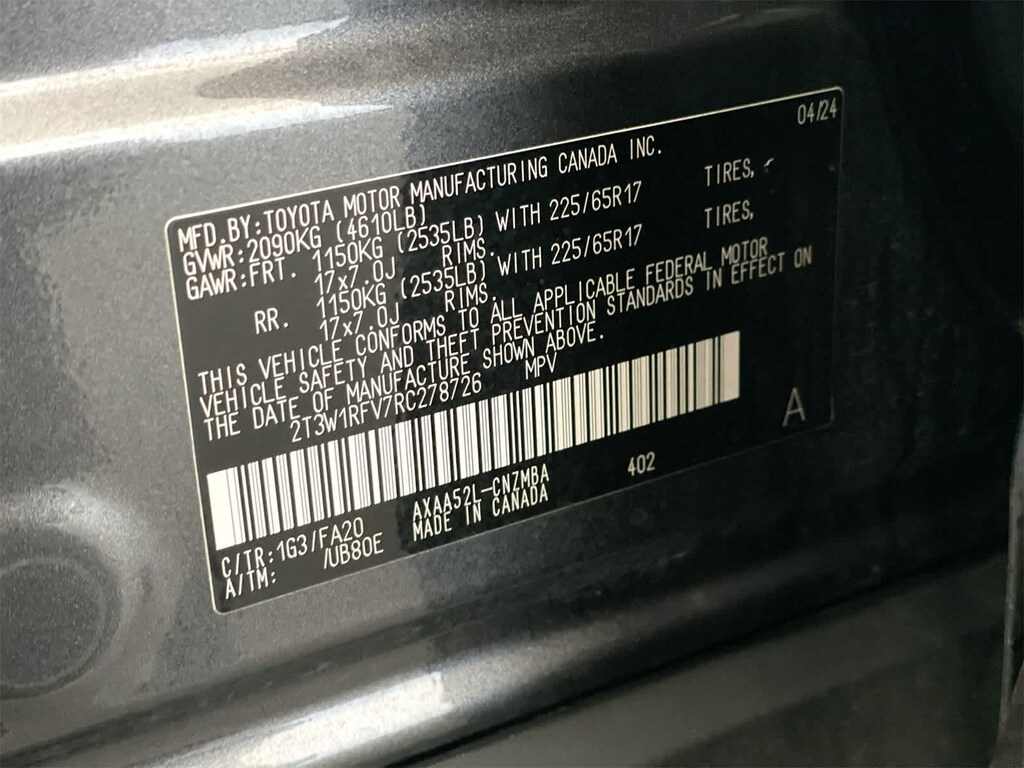 04/24
MFD.BY:TOYOTA MOTOR MANUFACTURING CANADA INC.
GVWR:2090KG (4610LB)
GAWR:FRT. 1150KG (2535LB) WITH 225/65R17 TIRES,
17x7.0J RIMS.
RR. 1150KG (2535LB) WITH 225/65R17 TIRES,
17x7.0J RIMS.
THIS VEHICLE CONFORMS TO ALL APPLICABLE FEDERAL MOTOR
VEHICLE SAFETY AND THEFT PREVENTION STANDARDS IN EFFECT ON
THE DATE OF MANUFACTURE SHOWN ABOVE.
2T3W1RFV7RC278726 MPV
A
C/TR:1G3/FA20 AXAA52L-CNZMBA 402
A/TM: /UB80E MADE IN CANADA